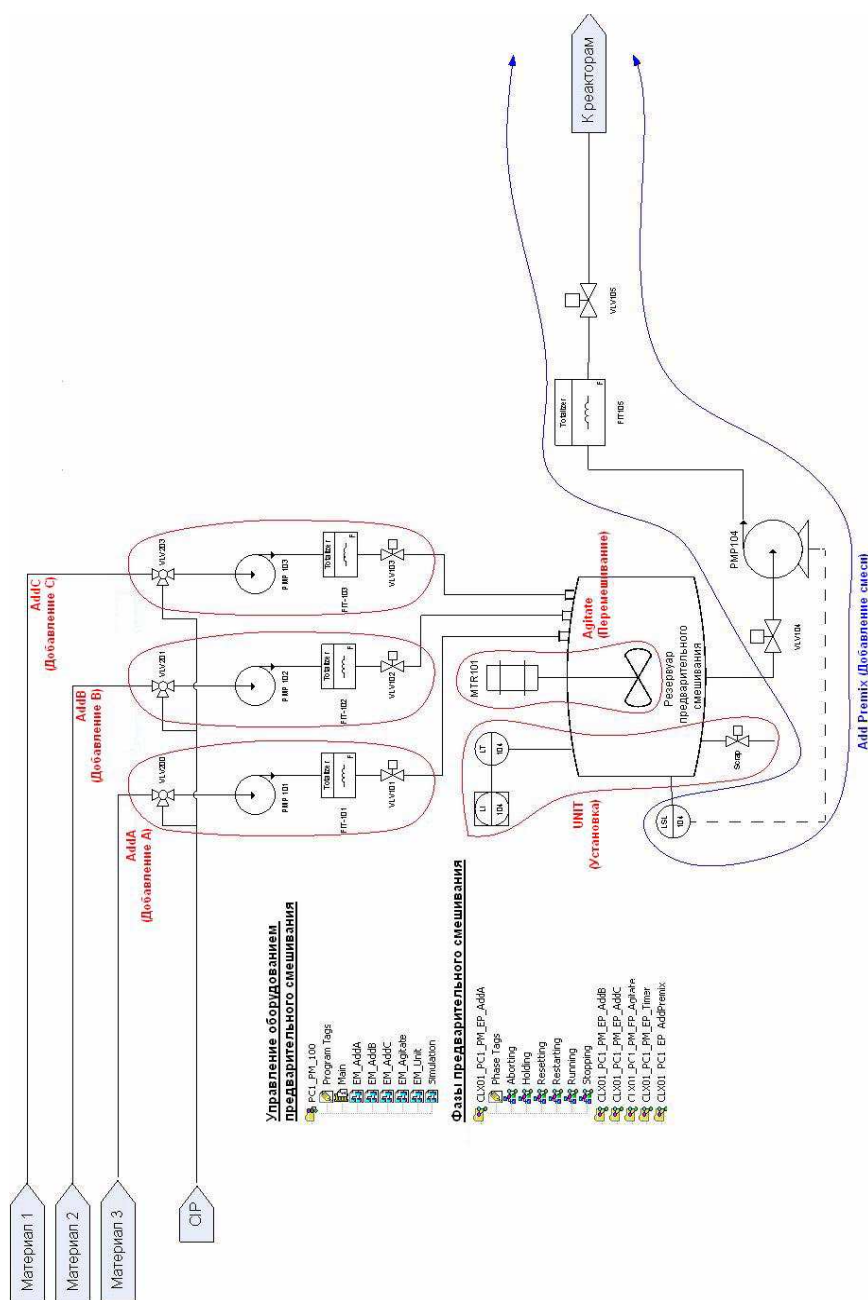 Материал 1
Материал 2
Материал 3
CIP
AddC
(Добавление C)
AddB
(Добавление B)
AddA
(Добавление A)
VLV203
VLV201
VLV200
PMP 103
PMP 102
PMP 101
Totalizer
F
FIT-103
Totalizer
F
FIT-102
Totalizer
F
FIT-101
VLV103
VLV102
VLV101
Управление оборудованием
предварительного смешивания
PC1_PM_100
Program Tags
Main
EM_AddA
EM_AddB
EM_AddC
EM_Agitate
EM_Unit
Simulation
Фазы предварительного смешивания
CLX01_PC1_PM_EP_AddA
Phase Tags
Aborting
Holding
Resetting
Restarting
Running
Stopping
CLX01_PC1_PM_EP_AddB
CLX01_PC1_PM_EP_AddC
CLX01_PC1_PM_EP_Agitate
CLX01_PC1_PM_EP_Timer
CLX01_PC1_EP_AddPremix
UNIT
(Установка)
LI
104
LT
104
MTR101
Agitate
(Перемешивание)
Резервуар
предварительного
смешивания
LSL
104
Scrap
VLV104
PMP104
Totalizer
F
FIT105
VLV105
К реакторам
Add Premix (Добавление смеси)